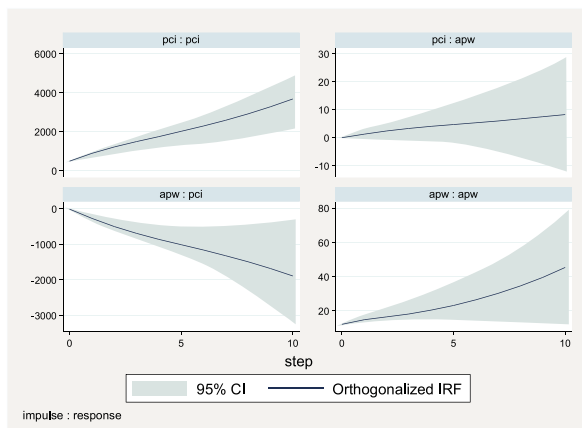 pci : pci
pci : apw
6000
4000
2000
0
30
20
10
0
-10
apw : pci
apw : apw
0
-1000
-2000
-3000
80
60
40
20
0 5 10
0 5 10
step
95% CI Orthogonalized IRF
impulse : response